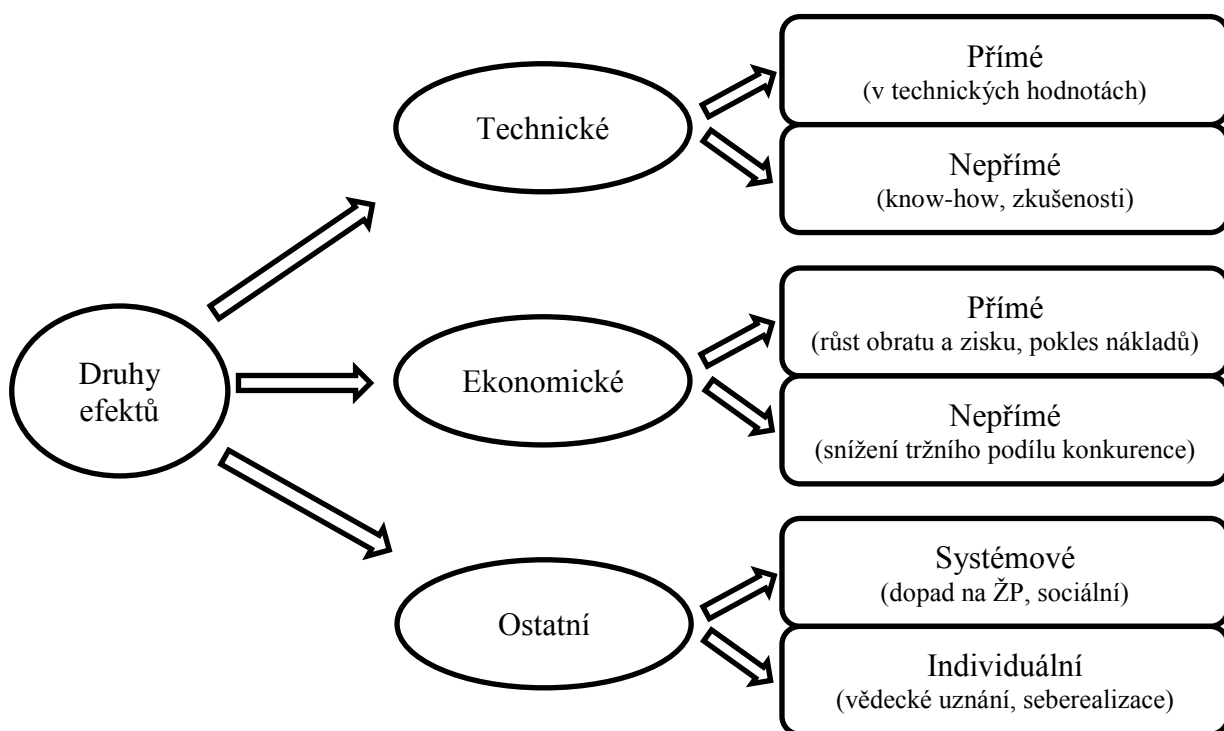 Druhy
efektů
Technické
Přímé
(v technických hodnotách)
Nepřímé
(know-how, zkušenosti)
Ekonomické
Přímé
(růst obratu a zisku, pokles nákladů)
Nepřímé
(snížení tržního podílu konkurence)
Ostatní
Systémové
(dopad na ŽP, sociální)
Individuální
(vědecké uznání, seberealizace)